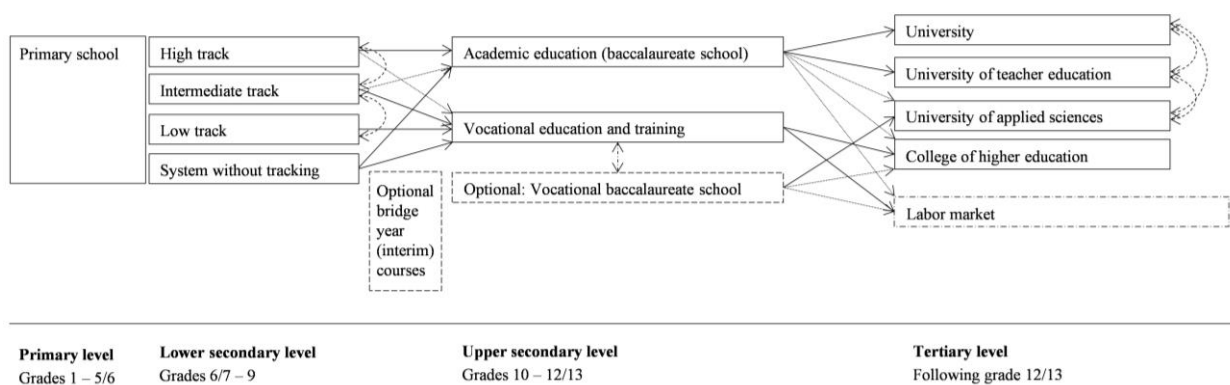 Primary school
High track
Intermediate track
Low track
System without tracking
Optional
bridge
year
(interim)
courses
Academic education (baccalaureate school)
Vocational education and training
Optional: Vocational baccalaureate school
University
University of teacher education
University of applied sciences
College of higher education
Labor market
Primary level
Grades 1 – 5/6
Lower secondary level
Grades 6/7 – 9
Upper secondary level
Grades 10 – 12/13
Tertiary level
Following grade 12/13